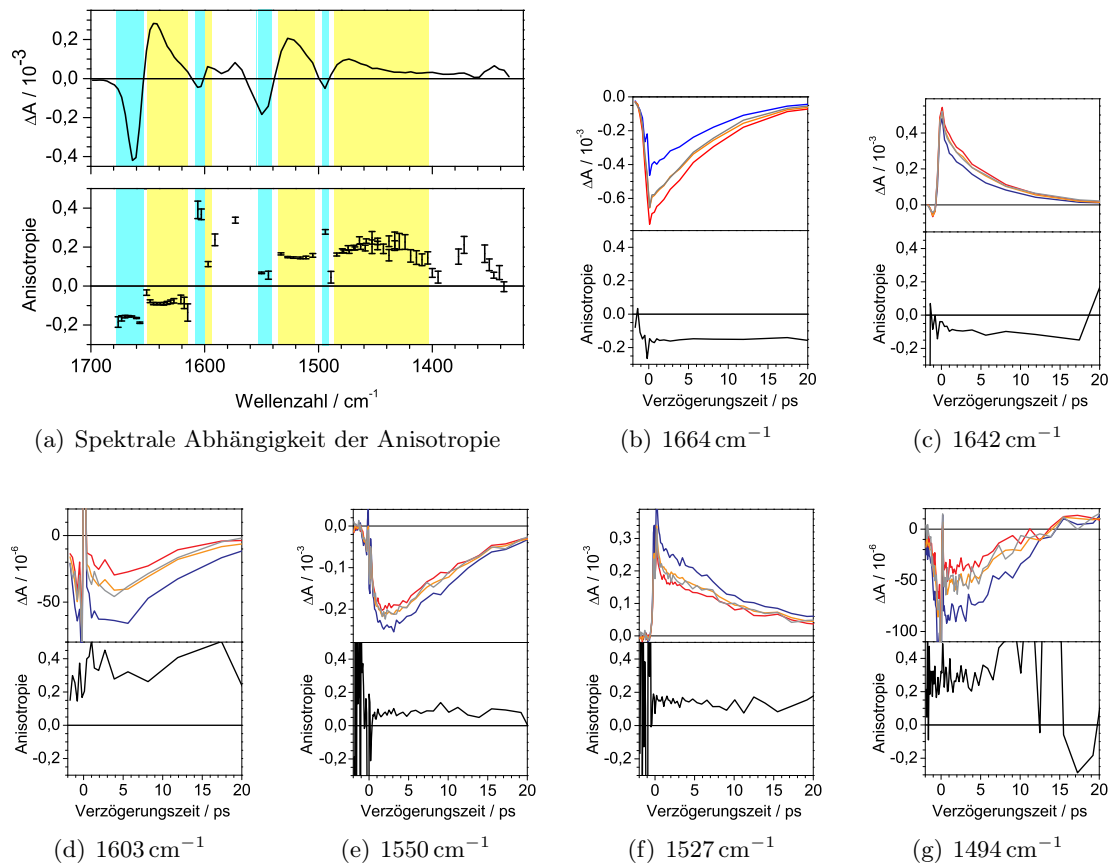 ΔA / 10⁻³
0,2
0,0
-0,2
-0,4
Anisotropie
0,4
0,2
0,0
-0,2
1700 1600 1500 1400
Wellenzahl / cm⁻¹
(a) Spektrale Abhängigkeit der Anisotropie
ΔA / 10⁻³
0,0
-0,2
-0,4
-0,6
Anisotropie
0,4
0,2
0,0
-0,2
0 5 10 15 20
Verzögerungszeit / ps
(b) 1664 cm⁻¹
ΔA / 10⁻³
0,4
0,2
0,0
Anisotropie
0,4
0,2
0,0
-0,2
0 5 10 15 20
Verzögerungszeit / ps
(c) 1642 cm⁻¹
ΔA / 10⁻⁶
0
-50
Anisotropie
0,4
0,2
0,0
-0,2
0 5 10 15 20
Verzögerungszeit / ps
(d) 1603 cm⁻¹
ΔA / 10⁻³
0,0
-0,1
-0,2
Anisotropie
0,4
0,2
0,0
-0,2
0 5 10 15 20
Verzögerungszeit / ps
(e) 1550 cm⁻¹
ΔA / 10⁻³
0,3
0,2
0,1
0,0
Anisotropie
0,4
0,2
0,0
-0,2
0 5 10 15 20
Verzögerungszeit / ps
(f) 1527 cm⁻¹
ΔA / 10⁻⁶
0
-50
-100
Anisotropie
0,4
0,2
0,0
-0,2
0 5 10 15 20
Verzögerungszeit / ps
(g) 1494 cm⁻¹